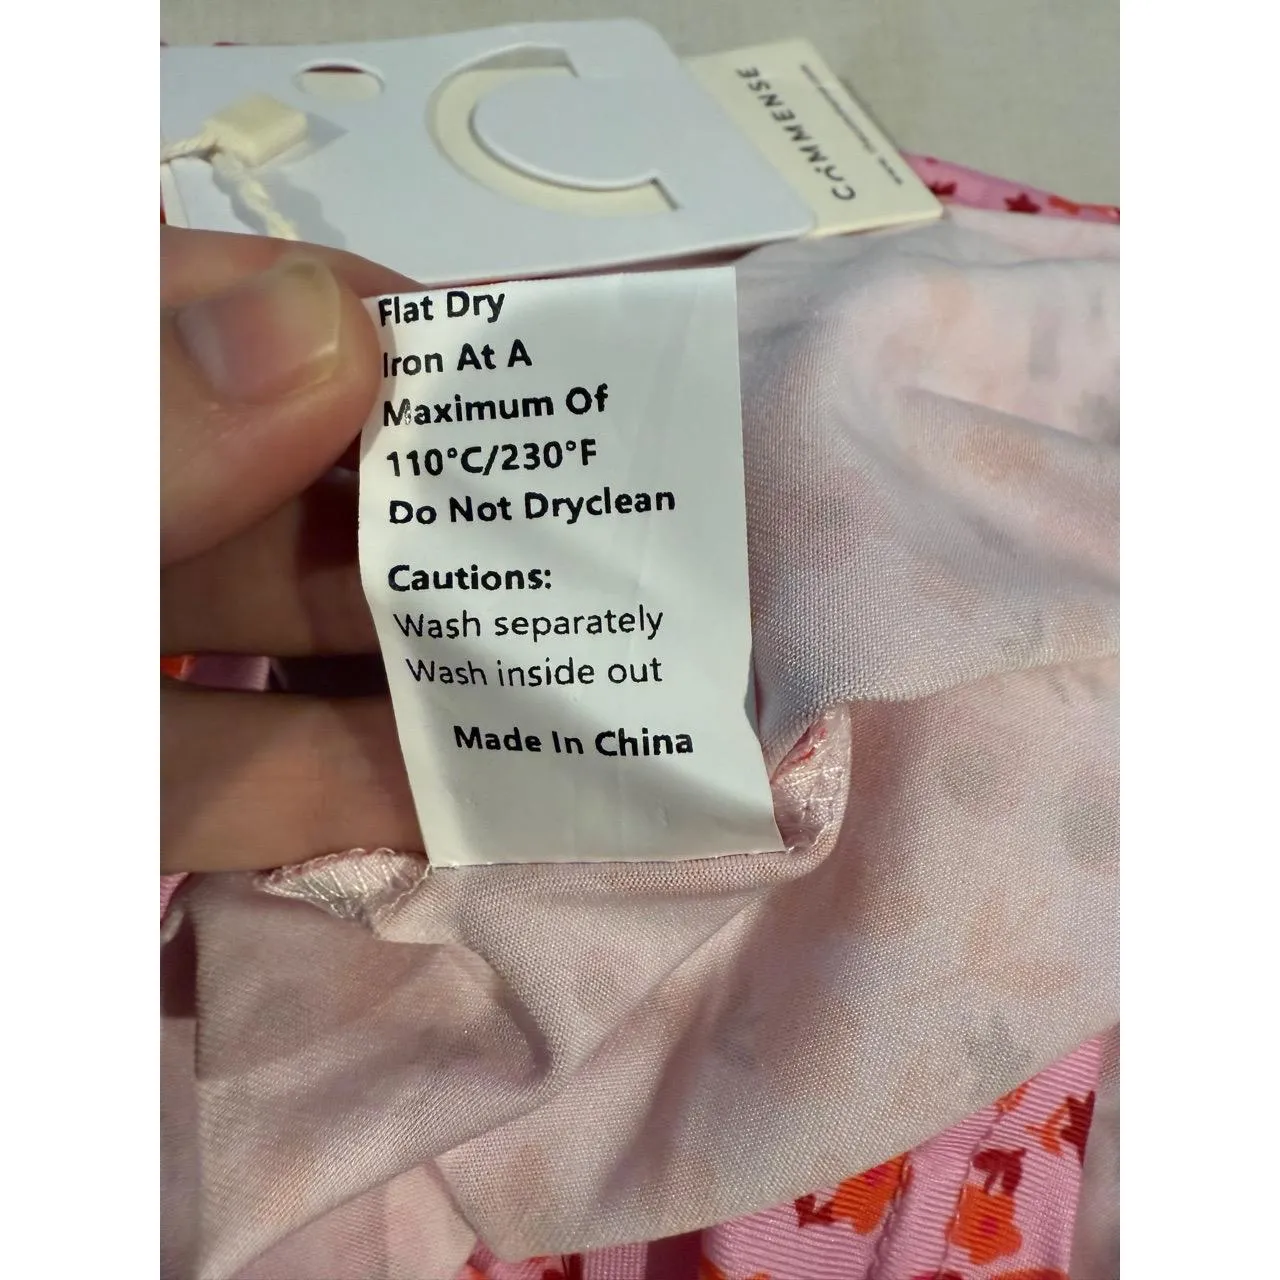 CAMMENSE
Flat Dry
Iron At A
Maximum Of
110°C/230°F
Do Not Dryclean
Cautions:
Wash separately
Wash inside out
Made In China